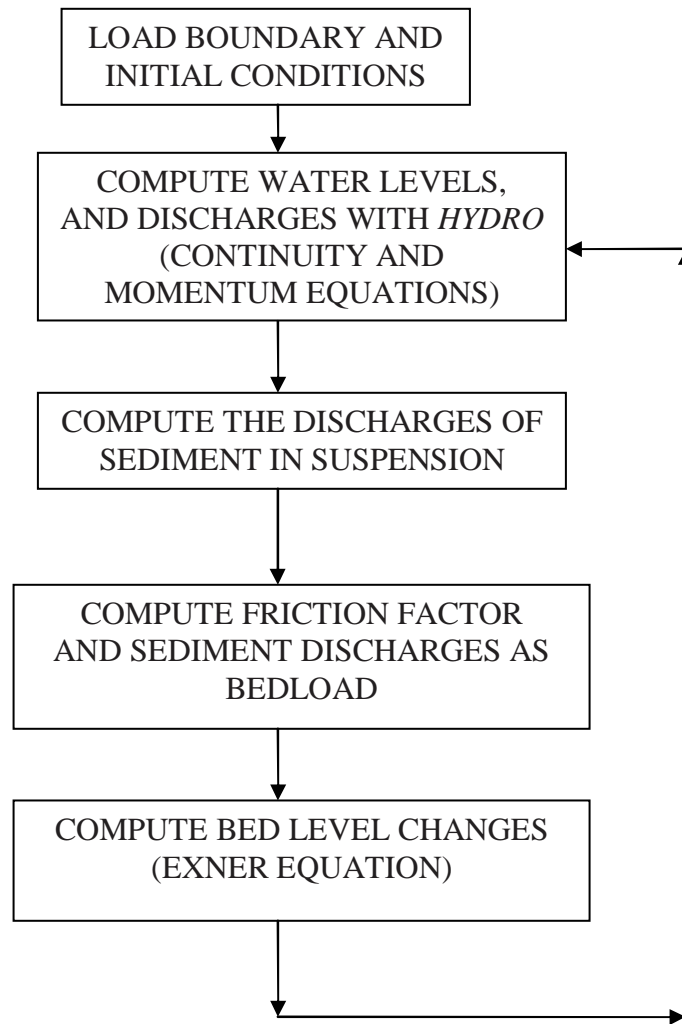 LOAD BOUNDARY AND
INITIAL CONDITIONS
COMPUTE WATER LEVELS,
AND DISCHARGES WITH HYDRO
(CONTINUITY AND
MOMENTUM EQUATIONS)
COMPUTE THE DISCHARGES OF
SEDIMENT IN SUSPENSION
COMPUTE FRICTION FACTOR
AND SEDIMENT DISCHARGES AS
BEDLOAD
COMPUTE BED LEVEL CHANGES
(EXNER EQUATION)